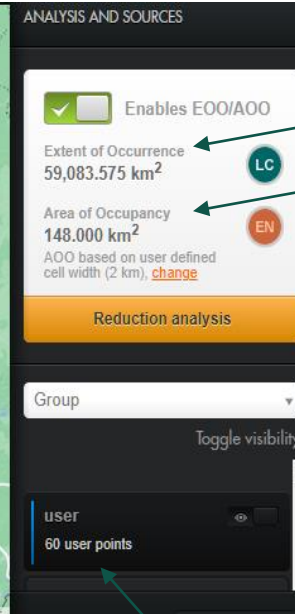 ANALYSIS AND SOURCES
Enables EOO/AOO
Extent of Occurrence
59,083.575 km²
LC
Area of Occupancy
148.000 km²
EN
AOO based on user defined
cell width (2 km), change
Reduction analysis
Group
Toggle visibility
user
60 user points